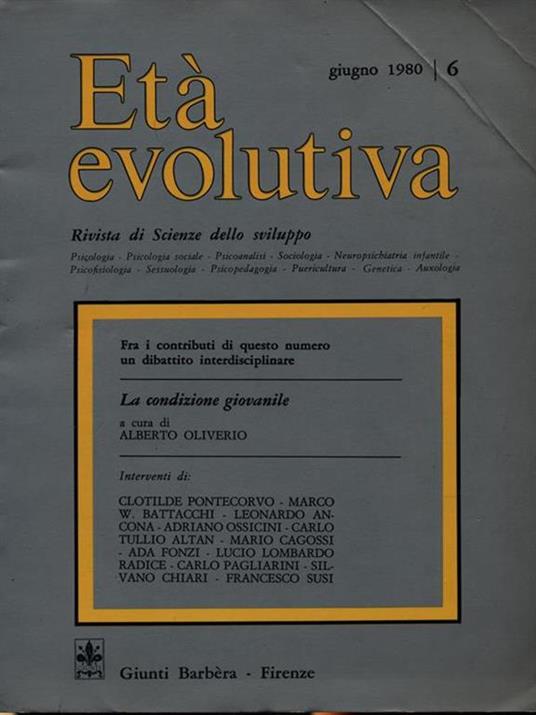 giugno 1980 | 6
Età
evolutiva
Rivista di Scienze dello sviluppo
Psicologia - Psicologia sociale - Psicoanalisi - Sociologia - Neuropsichiatria infantile -
Psicofisiologia - Sessuologia - Psicopedagogia - Puericultura - Genetica - Auxologia
Fra i contributi di questo numero
un dibattito interdisciplinare
La condizione giovanile
a cura di
ALBERTO OLIVERIO
Interventi di:
CLOTILDE PONTECORVO - MARCO
W. BATTACCHI - LEONARDO AN-
CONA - ADRIANO OSSICINI - CARLO
TULLIO ALTAN - MARIO CAGOSSI
- ADA FONZI - LUCIO LOMBARDO
RADICE - CARLO PAGLIARINI - SIL-
VANO CHIARI - FRANCESCO SUSI
Giunti Barbèra - Firenze